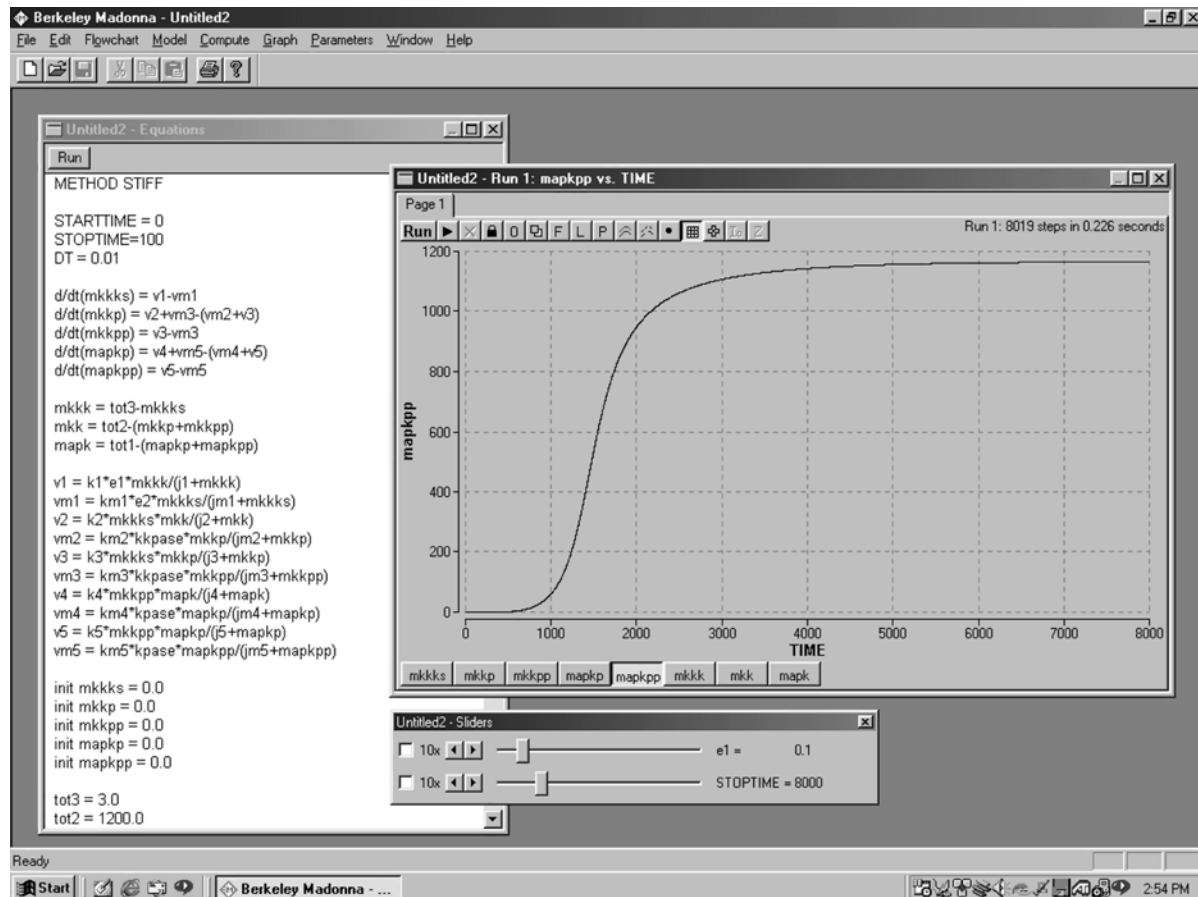 Berkeley Madonna - Untitled2
File Edit Flowchart Model Compute Graph Parameters Window Help
Untitled2 - Equations
Run
METHOD STIFF
STARTTIME = 0
STOPTIME=100
DT = 0.01
d/dt(mkkks) = v1-vm1
d/dt(mkkp) = v2+vm3-(vm2+v3)
d/dt(mkkpp) = v3-vm3
d/dt(mapkp) = v4+vm5-(vm4+v5)
d/dt(mapkpp) = v5-vm5
mkkk = tot3-mkkks
mkk = tot2-(mkkp+mkkpp)
mapk = tot1-(mapkp+mapkpp)
v1 = k1*e1*mkkk/(j1+mkkk)
vm1 = km1*e2*mkkks/(jm1+mkkks)
v2 = k2*mkkks*mkk/(j2+mkk)
vm2 = km2*kkpase*mkkp/(jm2+mkkp)
v3 = k3*mkkks*mkkp/(j3+mkkp)
vm3 = km3*kkpase*mkkpp/(jm3+mkkpp)
v4 = k4*mkkpp*mapk/(j4+mapk)
vm4 = km4*kpase*mapkp/(jm4+mapkp)
v5 = k5*mkkpp*mapkp/(j5+mapkp)
vm5 = km5*kpase*mapkpp/(jm5+mapkpp)
init mkkks = 0.0
init mkkp = 0.0
init mkkpp = 0.0
init mapkp = 0.0
init mapkpp = 0.0
tot3 = 3.0
tot2 = 1200.0
Untitled2 - Run 1: mapkpp vs. TIME
Page 1
Run O F L P Z
Run 1: 8019 steps in 0.226 seconds
1200
1000
800
600
400
200
0
mapkpp
0 1000 2000 3000 4000 5000 6000 7000 8000
TIME
mkkks mkkp mkkpp mapkp mapkpp mkkk mkk mapk
Untitled2 - Sliders
10x e1 = 0.1
10x STOPTIME = 8000
Ready
Start Berkeley Madonna - ... 2:54 PM